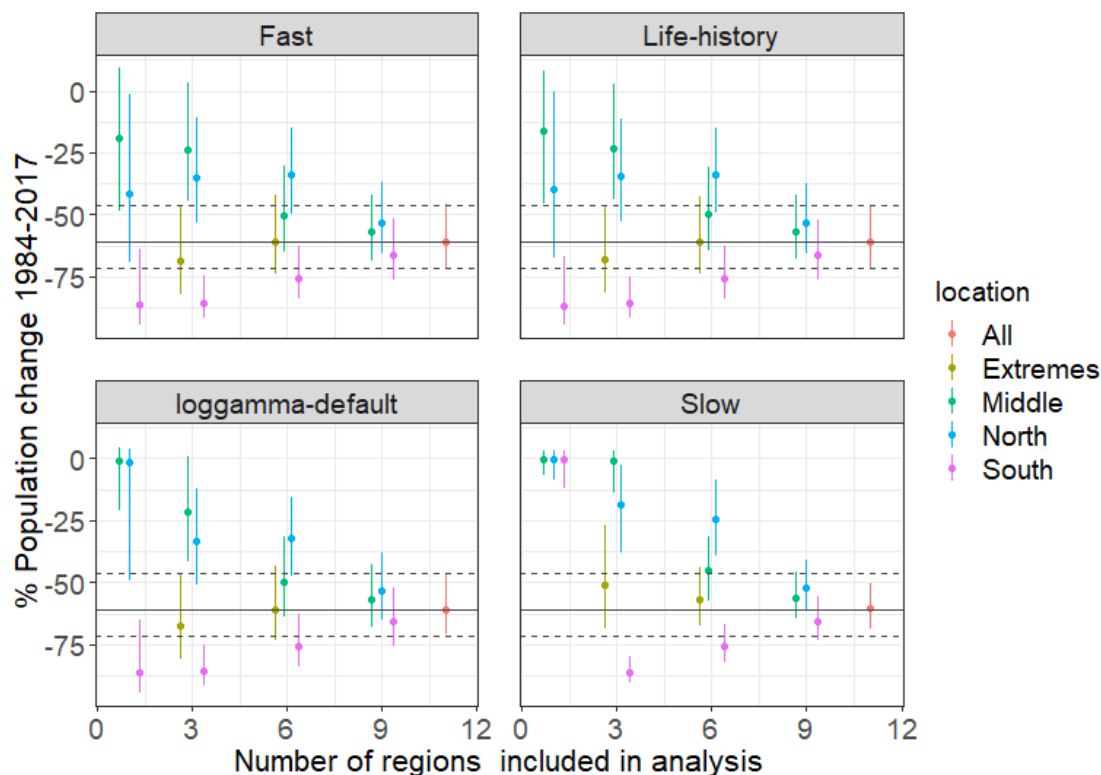 Fast
Life-history
0
-25
-50
-75
loggamma-default
Slow
0
-25
-50
-75
0 3 6 9 12
0 3 6 9 12
% Population change 1984-2017
Number of regions included in analysis
location
All
Extremes
Middle
North
South